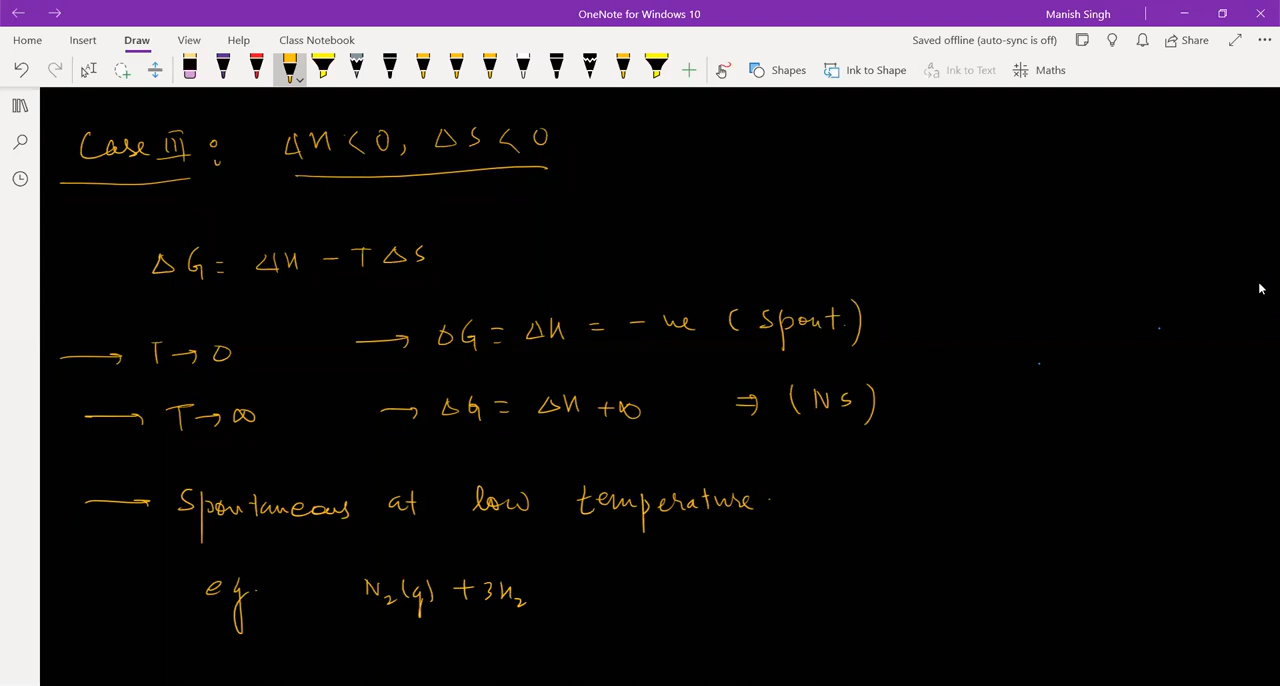 OneNote for Windows 10
Manish Singh
Home Insert Draw View Help Class Notebook
Saved offline (auto-sync is off) Share
Shapes Ink to Shape Ink to Text Maths
Case III : ΔH < 0, ΔS < 0
ΔG = ΔH - TΔS
→ T → 0 → ΔG = ΔH = -ve (Spont.)
→ T → ∞ → ΔG = ΔH + ∞ ⇒ (NS)
→ Spontaneous at low temperature.
eg. N₂(g) + 3H₂